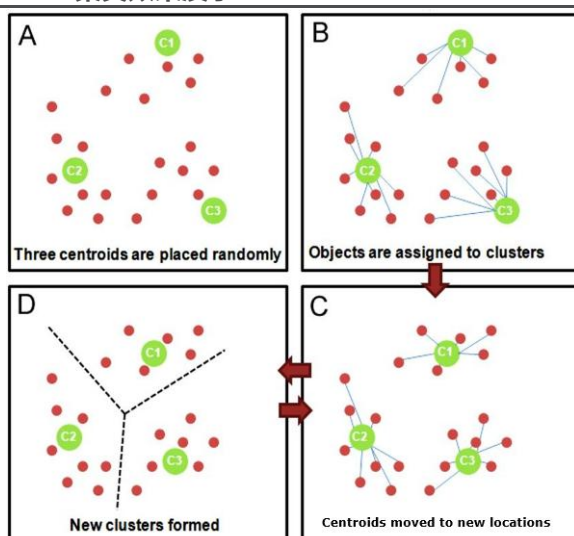 A
C1
C2
C3
Three centroids are placed randomly
B
C1
C2
C3
Objects are assigned to clusters
D
C1
C2
C3
New clusters formed
C
C1
C2
C3
Centroids moved to new locations